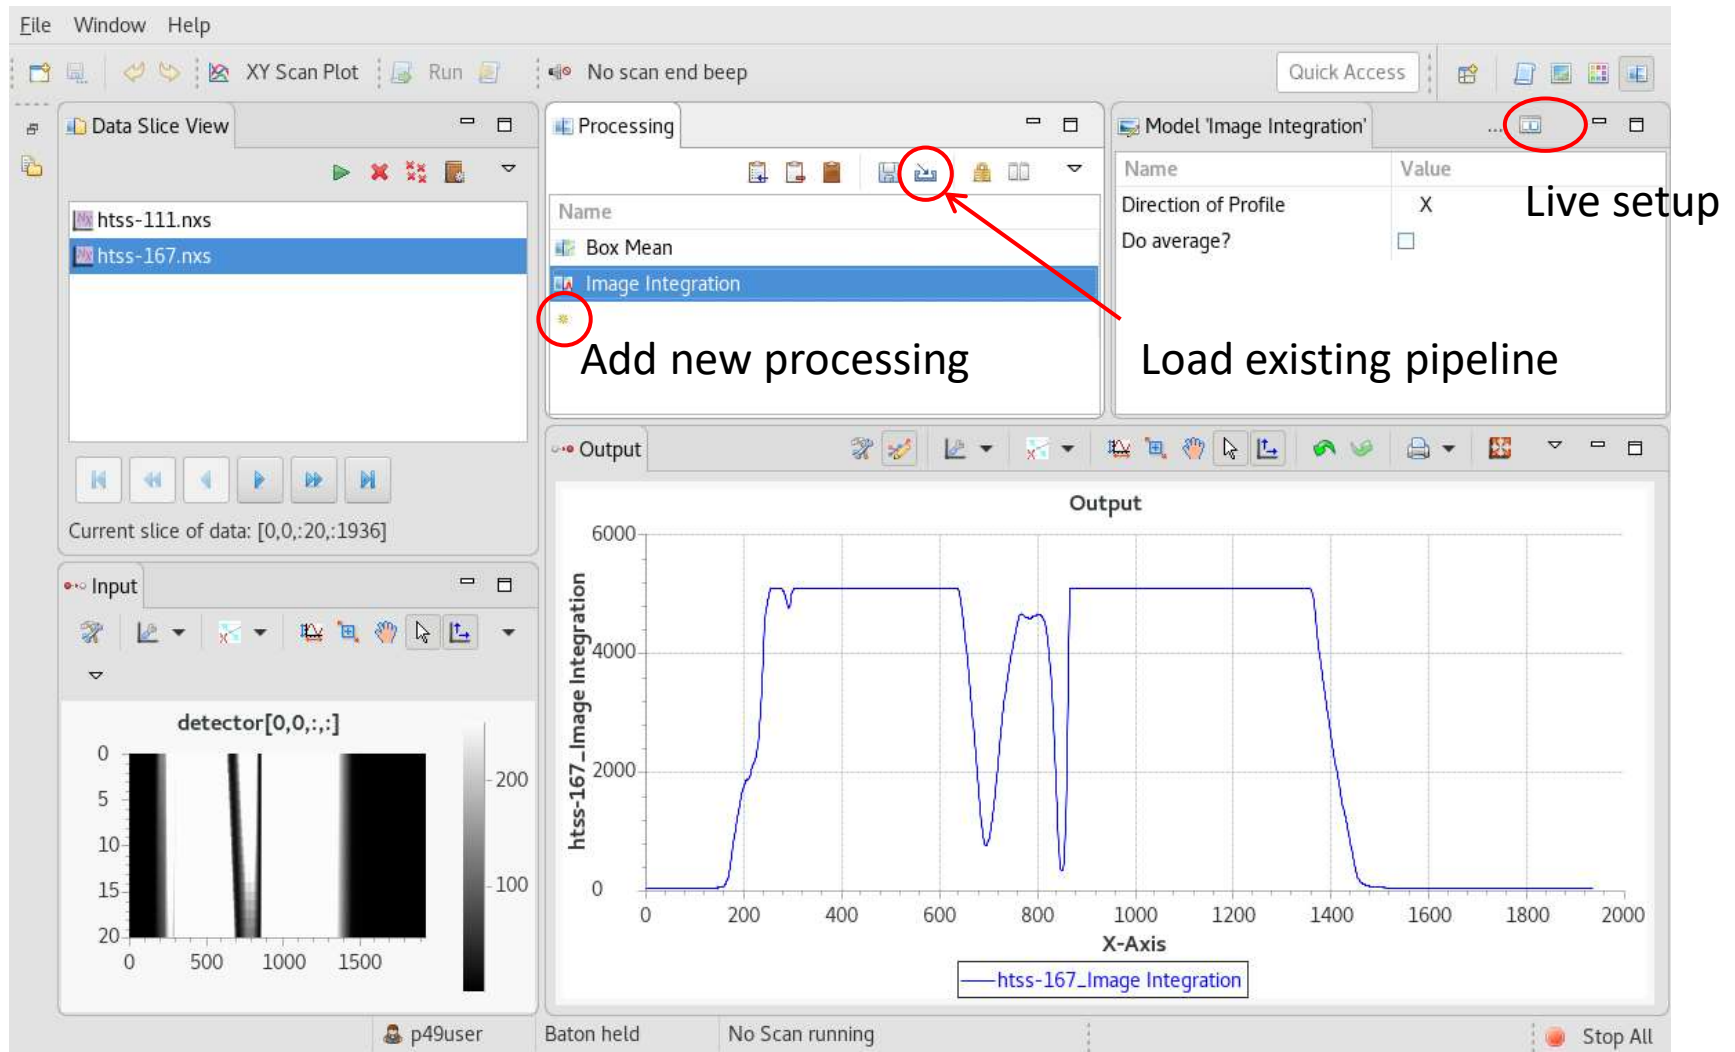 File Window Help
XY Scan Plot Run No scan end beep Quick Access
Data Slice View
htss-111.nxs
htss-167.nxs
Current slice of data: [0,0,:20,:1936]
Processing
Name
Box Mean
Image Integration
Add new processing
Model 'Image Integration' ...
Name Value
Direction of Profile X
Do average?
Live setup
Load existing pipeline
Input
detector[0,0,:,:]
0
5
10
15
20
0 500 1000 1500
200
100
Output
Output
6000
4000
2000
0
htss-167_Image Integration
0 200 400 600 800 1000 1200 1400 1600 1800 2000
X-Axis
htss-167_Image Integration
p49user Baton held No Scan running Stop All